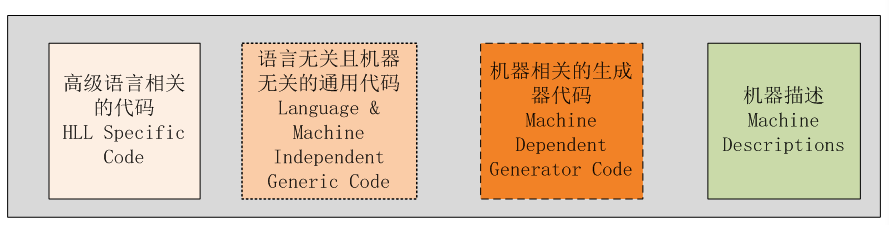 高级语言相关
的代码
HLL Specific
Code
语言无关且机器
无关的通用代码
Language &
Machine
Independent
Generic Code
机器相关的生成
器代码
Machine
Dependent
Generator Code
机器描述
Machine
Descriptions